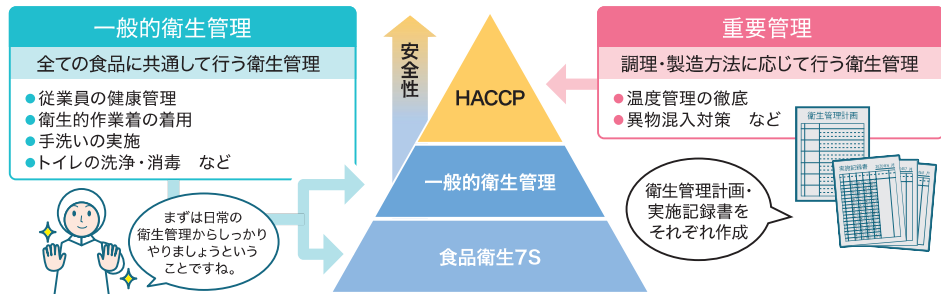 一般的衛生管理
全ての食品に共通して行う衛生管理
●従業員の健康管理
●衛生的作業着の着用
●手洗いの実施
●トイレの洗浄・消毒 など
まずは日常の
衛生管理からしっかり
やりましょうという
ことですね。
安全性
HACCP
一般的衛生管理
食品衛生7S
重要管理
調理・製造方法に応じて行う衛生管理
●温度管理の徹底
●異物混入対策 など
衛生管理計画・
実施記録書を
それぞれ作成
衛生管理計画
実施記録書